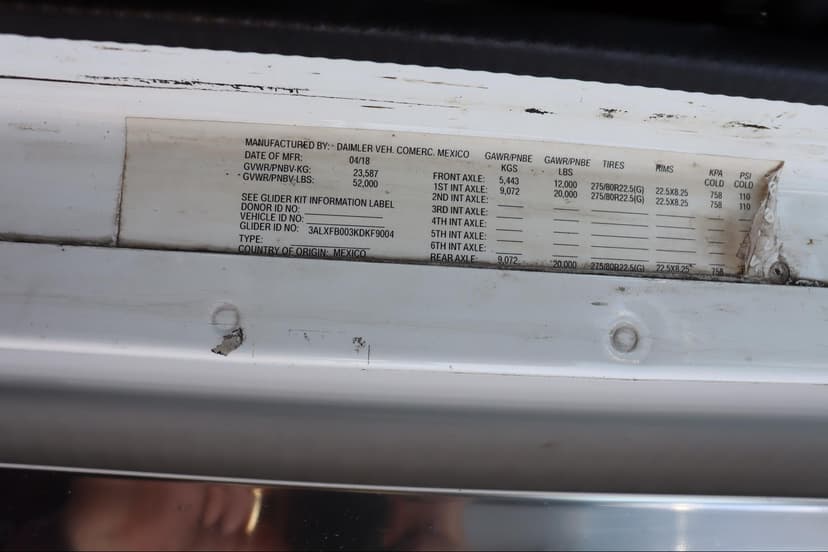 MANUFACTURED BY: DAIMLER VEH. COMERC. MEXICO
DATE OF MFR: 04/18
GVWR/PNBV-KG: 23,587
GVWR/PNBV-LBS: 52,000
SEE GLIDER KIT INFORMATION LABEL
DONOR ID NO:
VEHICLE ID NO:
GLIDER ID NO: 3ALXFB003KDKF9004
TYPE:
COUNTRY OF ORIGIN: MEXICO
GAWR/PNBE KGS GAWR/PNBE LBS TIRES RIMS KPA COLD PSI COLD
FRONT AXLE: 5,443 12,000 275/80R22.5(G) 22.5X8.25 758 110
1ST INT AXLE: 9,072 20,000 275/80R22.5(G) 22.5X8.25 758 110
2ND INT AXLE:
3RD INT AXLE:
4TH INT AXLE:
5TH INT AXLE:
6TH INT AXLE:
REAR AXLE: 9,072 20,000 275/80R22.5(G) 22.5X8.25 758